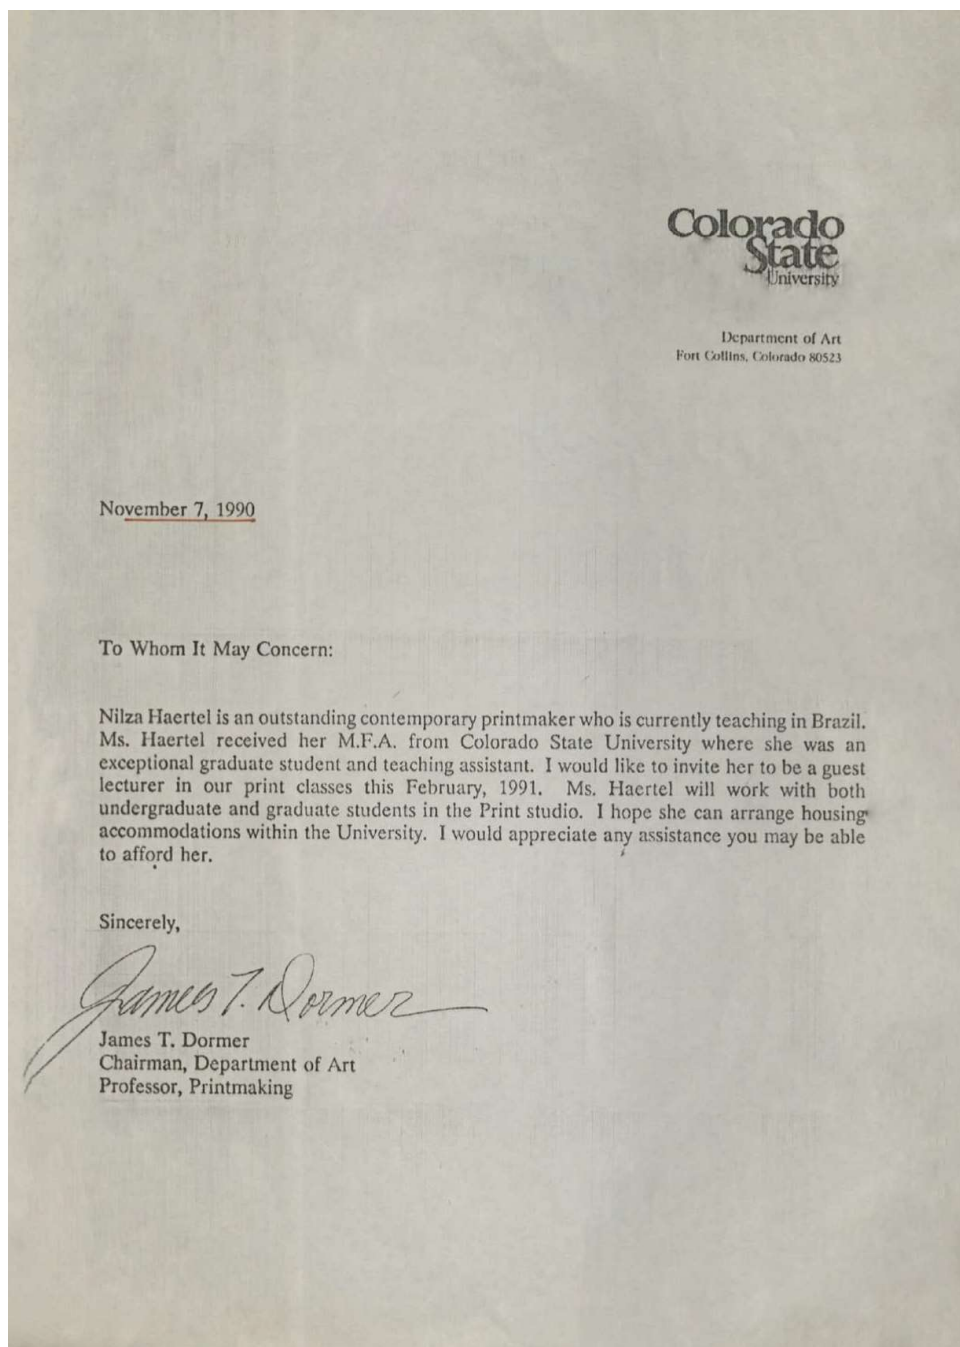 Colorado
State
University
Department of Art
Fort Collins, Colorado 80523
November 7, 1990
To Whom It May Concern:
Nilza Haertel is an outstanding contemporary printmaker who is currently teaching in Brazil.
Ms. Haertel received her M.F.A. from Colorado State University where she was an
exceptional graduate student and teaching assistant. I would like to invite her to be a guest
lecturer in our print classes this February, 1991. Ms. Haertel will work with both
undergraduate and graduate students in the Print studio. I hope she can arrange housing
accommodations within the University. I would appreciate any assistance you may be able
to afford her.
Sincerely,
James T. Dormer
James T. Dormer
Chairman, Department of Art
Professor, Printmaking